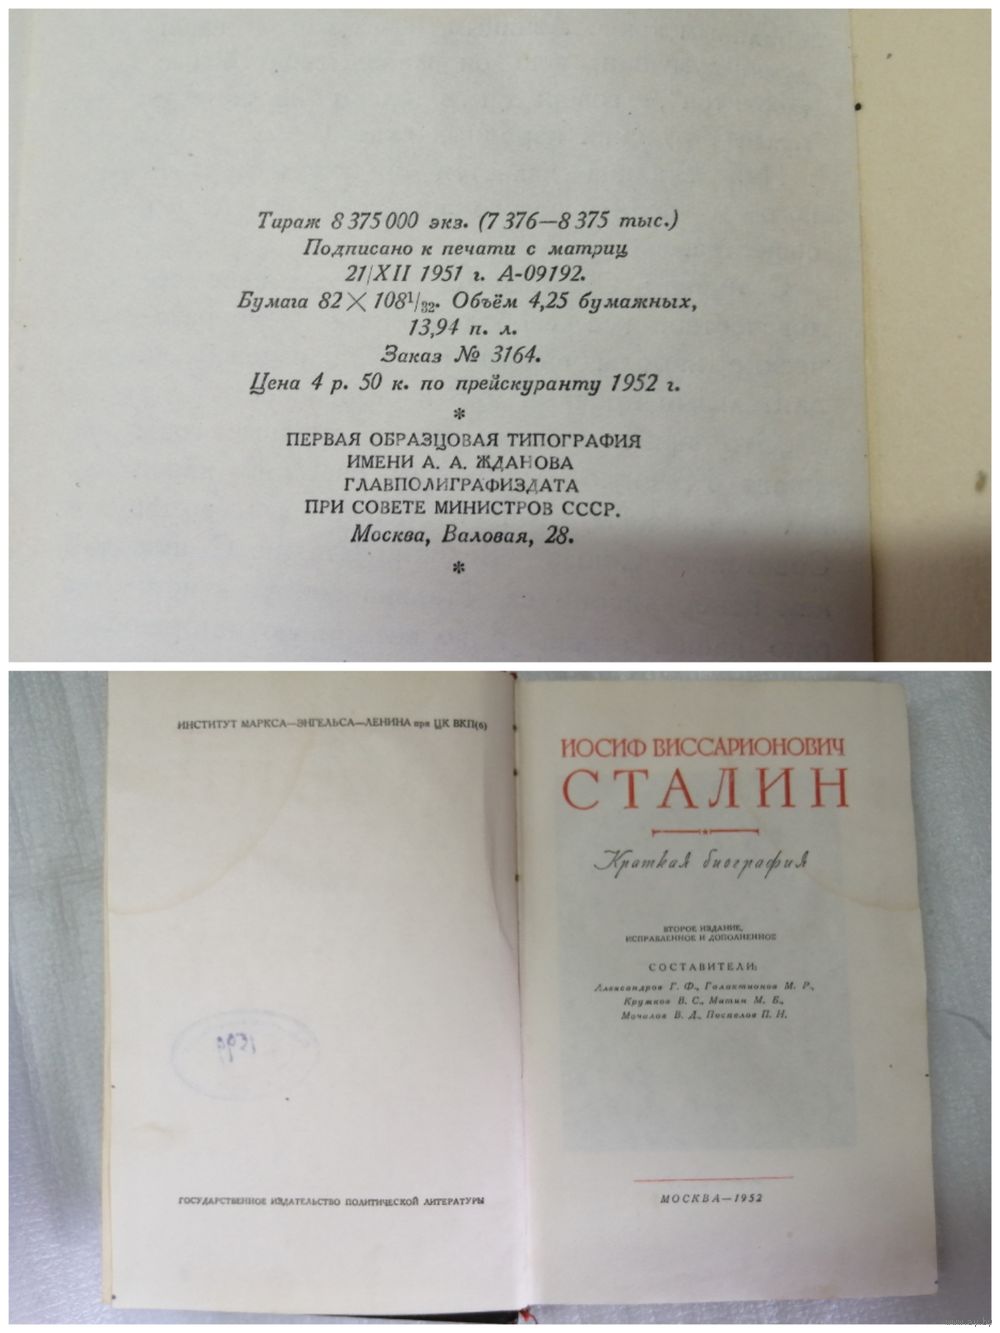 Тираж 8 375 000 экз. (7 376—8 375 тыс.)
Подписано к печати с матриц
21/XII 1951 г. А-09192.
Бумага 82 × 108¹/₃₂. Объём 4,25 бумажных,
13,94 п. л.
Заказ № 3164.
Цена 4 р. 50 к. по прейскуранту 1952 г.
*
ПЕРВАЯ ОБРАЗЦОВАЯ ТИПОГРАФИЯ
ИМЕНИ А. А. ЖДАНОВА
ГЛАВПОЛИГРАФИЗДАТА
ПРИ СОВЕТЕ МИНИСТРОВ СССР.
Москва, Валовая, 28.
*
ИНСТИТУТ МАРКСА—ЭНГЕЛЬСА—ЛЕНИНА при ЦК ВКП(б)
ГОСУДАРСТВЕННОЕ ИЗДАТЕЛЬСТВО ПОЛИТИЧЕСКОЙ ЛИТЕРАТУРЫ
ИОСИФ ВИССАРИОНОВИЧ
СТАЛИН
Краткая биография
ВТОРОЕ ИЗДАНИЕ,
ИСПРАВЛЕННОЕ И ДОПОЛНЕННОЕ
СОСТАВИТЕЛИ:
Александров Г. Ф., Галактионов М. Р.,
Кружков В. С., Митин М. Б.,
Мочалов В. Д., Поспелов П. Н.
МОСКВА—1952